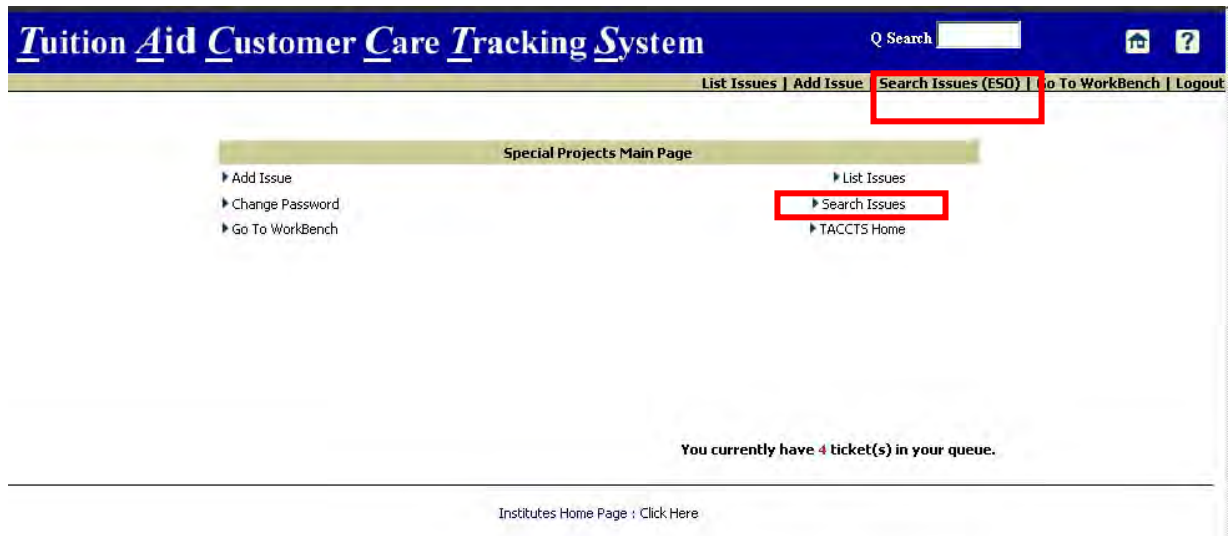 Tuition Aid Customer Care Tracking System Q Search
List Issues | Add Issue | Search Issues (ESO) | Go To WorkBench | Logout
Special Projects Main Page
Add Issue List Issues
Change Password Search Issues
Go To WorkBench TACCTS Home
You currently have 4 ticket(s) in your queue.
Institutes Home Page : Click Here